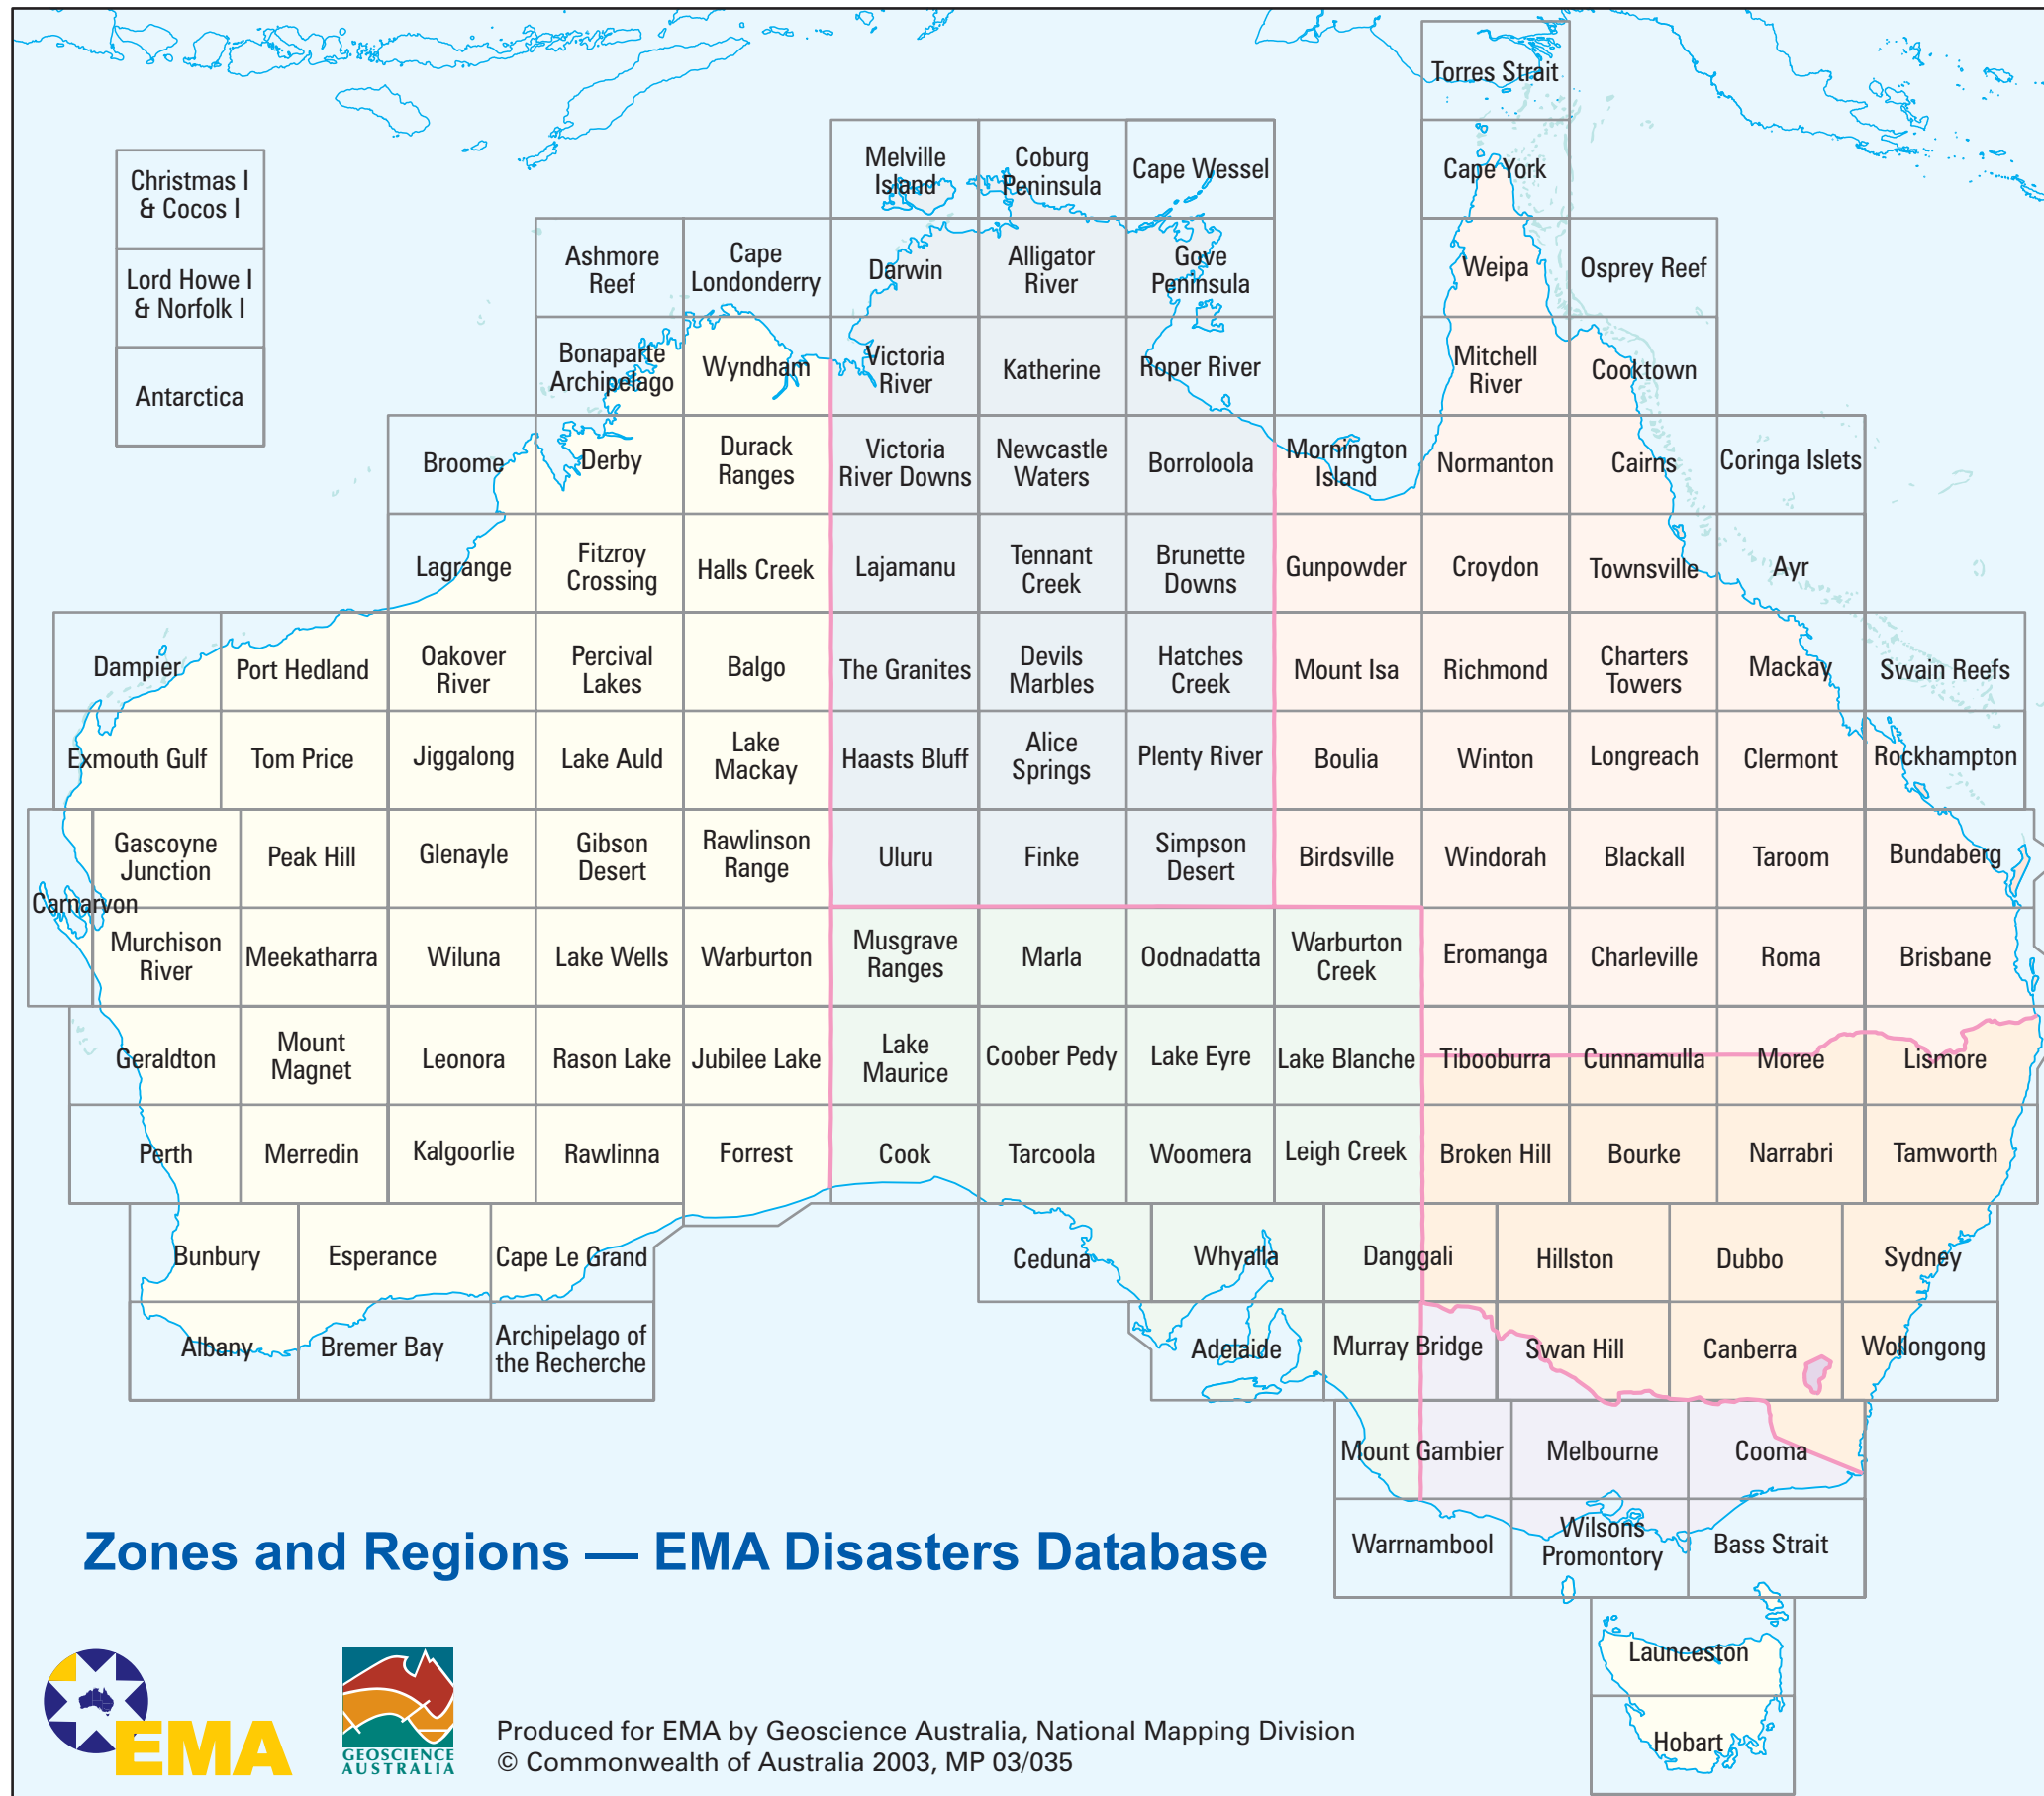 Torres Strait
Melville
Island
Coburg
Peninsula
Cape Wessel
Cape York
Christmas I
& Cocos I
Lord Howe I
& Norfolk I
Antarctica
Ashmore
Reef
Cape
Londonderry
Darwin
Alligator
River
Gove
Peninsula
Weipa
Osprey Reef
Bonaparte
Archipelago
Wyndham
Victoria
River
Katherine
Roper River
Mitchell
River
Cooktown
Broome
Derby
Durack
Ranges
Victoria
River Downs
Newcastle
Waters
Borroloola
Mornington
Island
Normanton
Cairns
Coringa Islets
Lagrange
Fitzroy
Crossing
Halls Creek
Lajamanu
Tennant
Creek
Brunette
Downs
Gunpowder
Croydon
Townsville
Ayr
Dampier
Port Hedland
Oakover
River
Percival
Lakes
Balgo
The Granites
Devils
Marbles
Hatches
Creek
Mount Isa
Richmond
Charters
Towers
Mackay
Swain Reefs
Exmouth Gulf
Tom Price
Jiggalong
Lake Auld
Lake
Mackay
Haasts Bluff
Alice
Springs
Plenty River
Boulia
Winton
Longreach
Clermont
Rockhampton
Carnarvon
Gascoyne
Junction
Peak Hill
Glenayle
Gibson
Desert
Rawlinson
Range
Uluru
Finke
Simpson
Desert
Birdsville
Windorah
Blackall
Taroom
Bundaberg
Murchison
River
Meekatharra
Wiluna
Lake Wells
Warburton
Musgrave
Ranges
Marla
Oodnadatta
Warburton
Creek
Eromanga
Charleville
Roma
Brisbane
Geraldton
Mount
Magnet
Leonora
Rason Lake
Jubilee Lake
Lake
Maurice
Coober Pedy
Lake Eyre
Lake Blanche
Tibooburra
Cunnamulla
Moree
Lismore
Perth
Merredin
Kalgoorlie
Rawlinna
Forrest
Cook
Tarcoola
Woomera
Leigh Creek
Broken Hill
Bourke
Narrabri
Tamworth
Bunbury
Esperance
Cape Le Grand
Ceduna
Whyalla
Danggali
Hillston
Dubbo
Sydney
Albany
Bremer Bay
Archipelago of
the Recherche
Adelaide
Murray Bridge
Swan Hill
Canberra
Wollongong
Mount Gambier
Melbourne
Cooma
Warrnambool
Wilsons
Promontory
Bass Strait
Launceston
Hobart
Zones and Regions — EMA Disasters Database
EMA
GEOSCIENCE
AUSTRALIA
Produced for EMA by Geoscience Australia, National Mapping Division
© Commonwealth of Australia 2003, MP 03/035